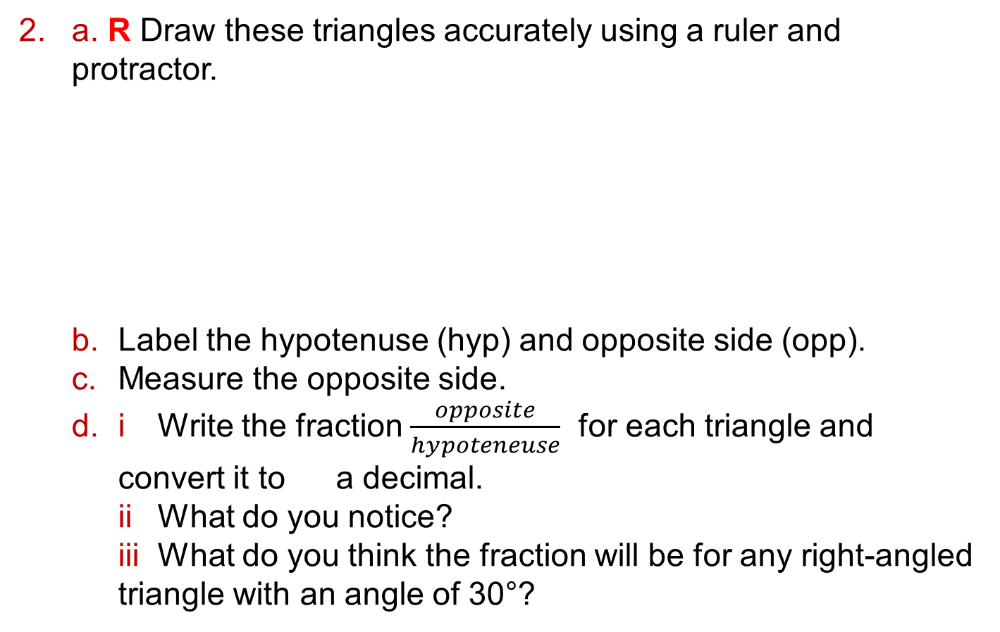 2. a. R Draw these triangles accurately using a ruler and
protractor.
b. Label the hypotenuse (hyp) and opposite side (opp).
c. Measure the opposite side.
d. i Write the fraction opposite/hypoteneuse for each triangle and
convert it to a decimal.
ii What do you notice?
iii What do you think the fraction will be for any right-angled
triangle with an angle of 30°?